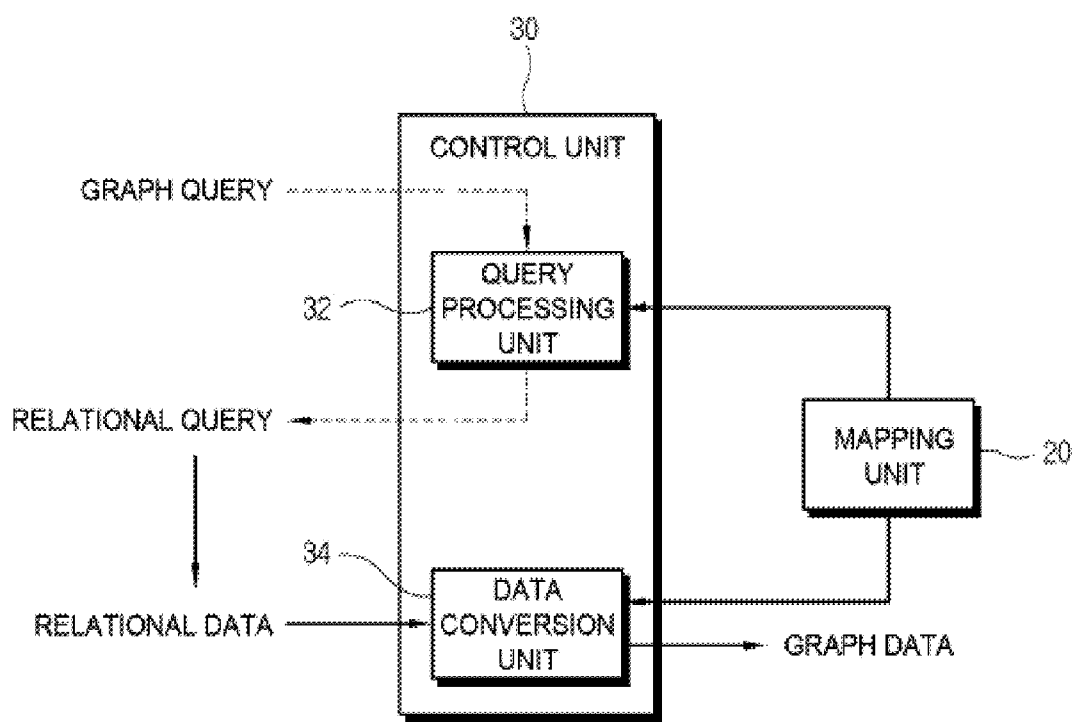 30
CONTROL UNIT
GRAPH QUERY
QUERY
PROCESSING
UNIT
32
RELATIONAL QUERY
MAPPING
UNIT
20
34
DATA
CONVERSION
UNIT
RELATIONAL DATA
GRAPH DATA